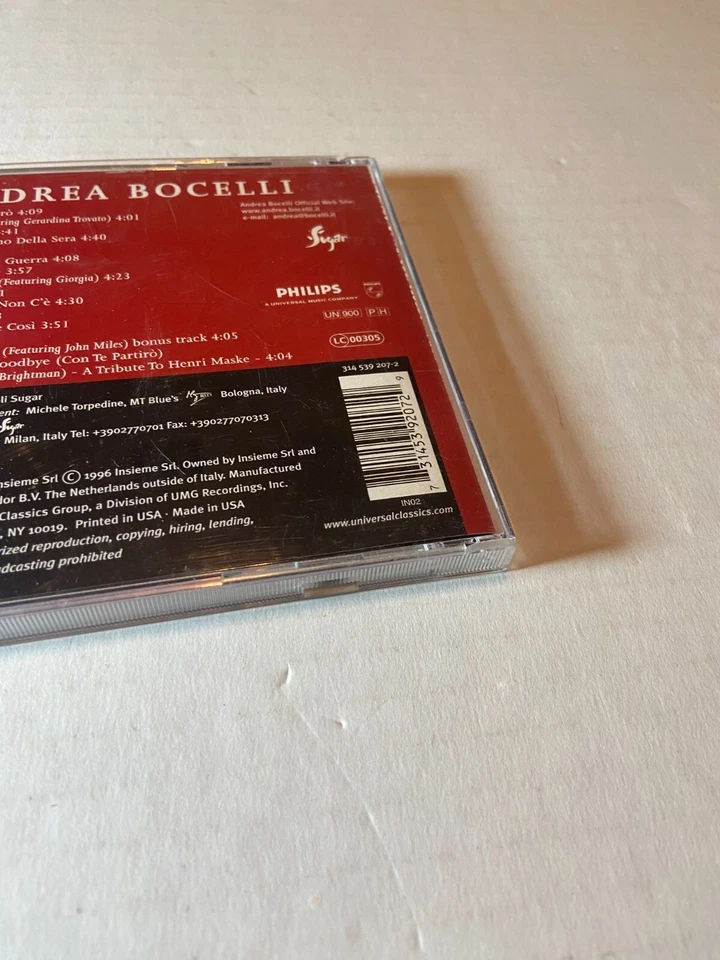 DREA BOCELLI
rò 4:09
ring Gerardina Trovato) 4:01
:41
no Della Sera 4:40
Guerra 4:08
3:57
(Featuring Giorgia) 4:23
Non C'è 4:30
e Così 3:51
(Featuring John Miles) bonus track 4:05
oodbye (Con Te Partirò)
Brightman) - A Tribute To Henri Maske - 4:04
Andrea Bocelli Official Web Site:
www.andrea.bocelli.it
e-mail: andrea@bocelli.it
Sugar
PHILIPS
A UNIVERSAL MUSIC COMPANY
UN 900 P H
LC 00305
314 539 207-2
li Sugar
ent: Michele Torpedine, MT Blue's Bologna, Italy
Sugar
Milan, Italy Tel: +3902770701 Fax: +390277070313
nsieme Srl © 1996 Insieme Srl. Owned by Insieme Srl and
dor B.V. The Netherlands outside of Italy. Manufactured
Classics Group, a Division of UMG Recordings, Inc.
, NY 10019. Printed in USA · Made in USA
rized reproduction, copying, hiring, lending,
adcasting prohibited
7 31453 92072 9
IN02
www.universalclassics.com